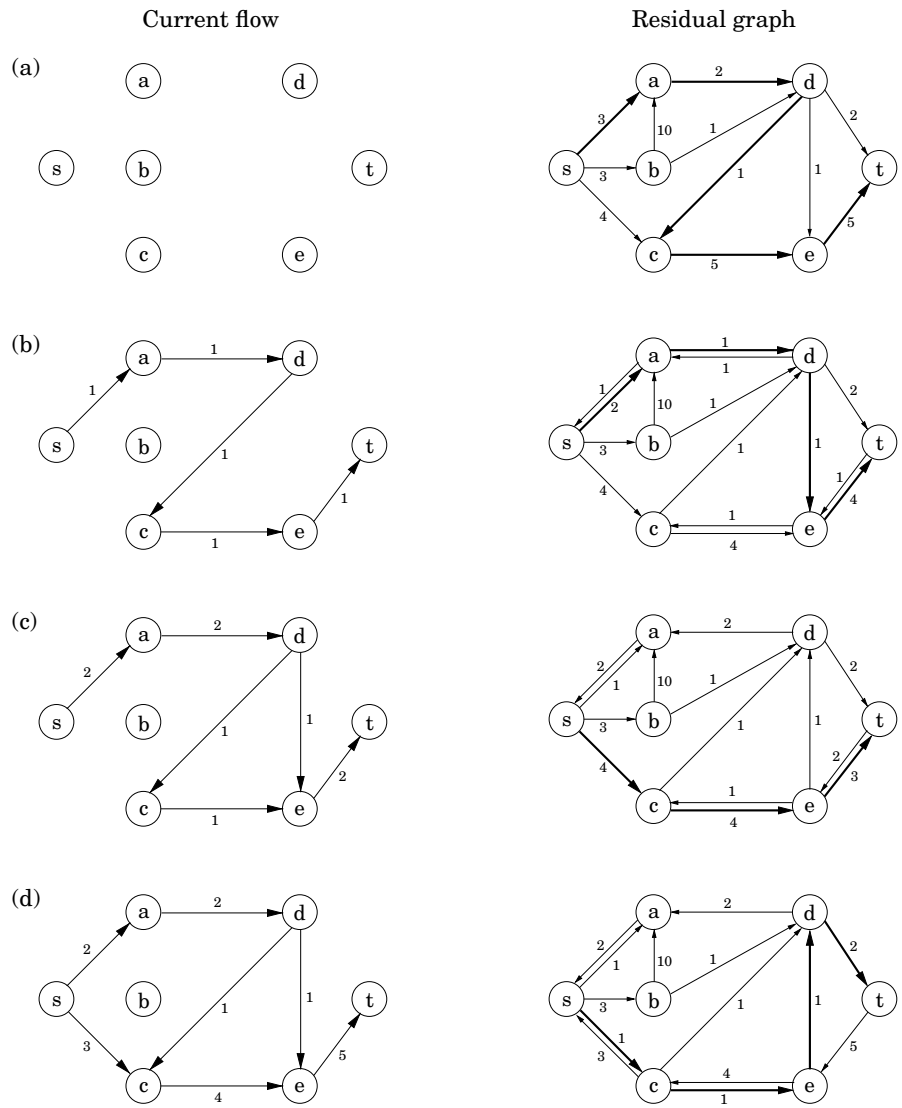 Current flow
Residual graph
(a)
a d
s b t
c e
2
a d
3 10 1 2
s 3 b 1 1 t
4 5
c 5 e
(b)
1
a d
1
s b 1 t
1
c 1 e
1
a 1 d
1 2 10 1 2
s 3 b 1 1 t
4 1 4
1
c 4 e
(c)
2
a d
2
s b 1 1 t
2
c 1 e
2
a d
2 1 10 1 2
s 3 b 1 1 t
4 2 3
1
c 4 e
(d)
2
a d
2
s b 1 1 t
3 5
c 4 e
2
a d
2 1 10 1 2
s 3 b 1 1 t
1 3 5
4
c 1 e